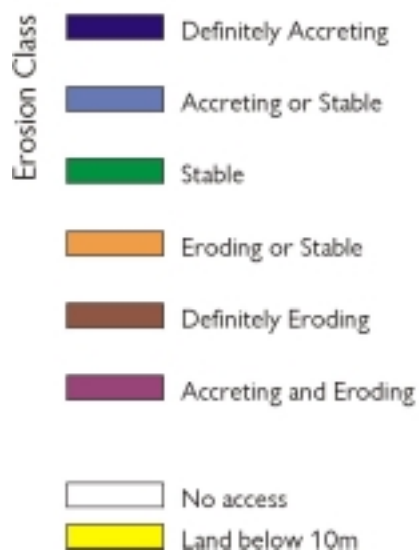 Erosion Class
Definitely Accreting
Accreting or Stable
Stable
Eroding or Stable
Definitely Eroding
Accreting and Eroding
No access
Land below 10m